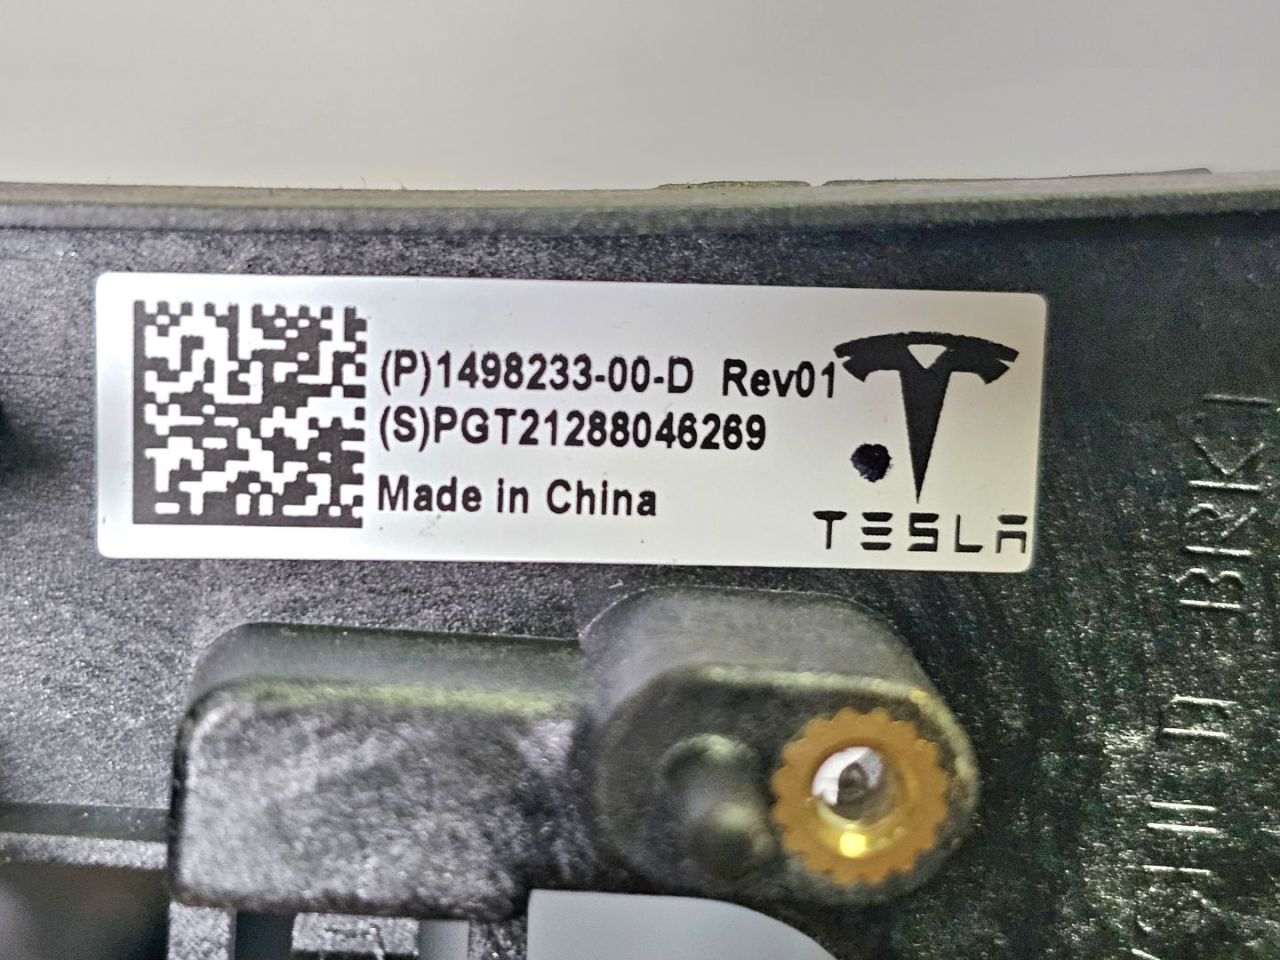 (P)1498233-00-D Rev01
(S)PGT21288046269
Made in China
TESLA